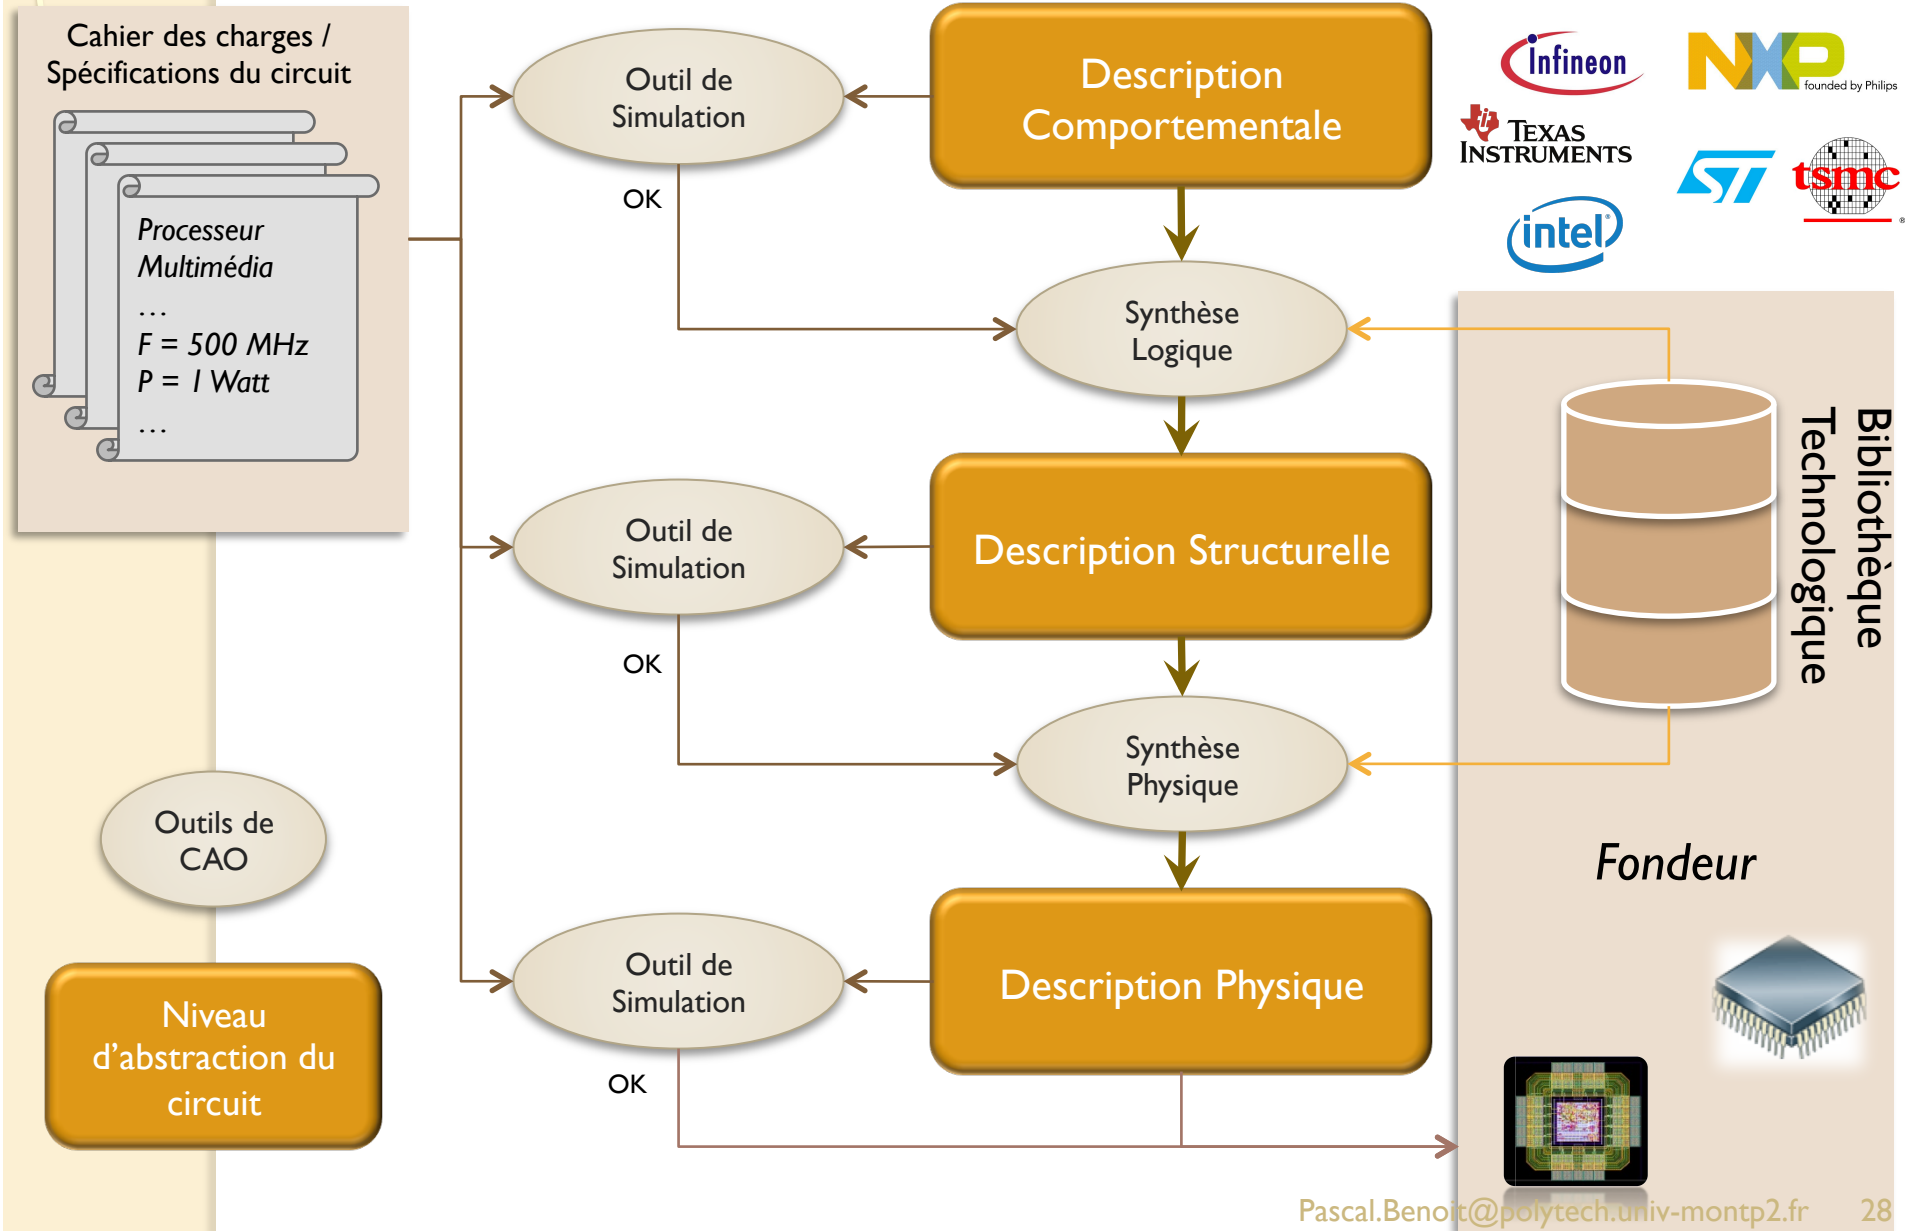 Cahier des charges /
Spécifications du circuit
Processeur
Multimédia
…
F = 500 MHz
P = 1 Watt
…
Outil de
Simulation
OK
Description
Comportementale
Infineon
NXP
founded by Philips
TEXAS
INSTRUMENTS
ST
tsmc
®
intel®
Synthèse
Logique
Bibliothèque
Technologique
Outil de
Simulation
OK
Description Structurelle
Synthèse
Physique
Outils de
CAO
Fondeur
Niveau
d’abstraction du
circuit
Outil de
Simulation
OK
Description Physique
Pascal.Benoit@polytech.univ-montp2.fr 28